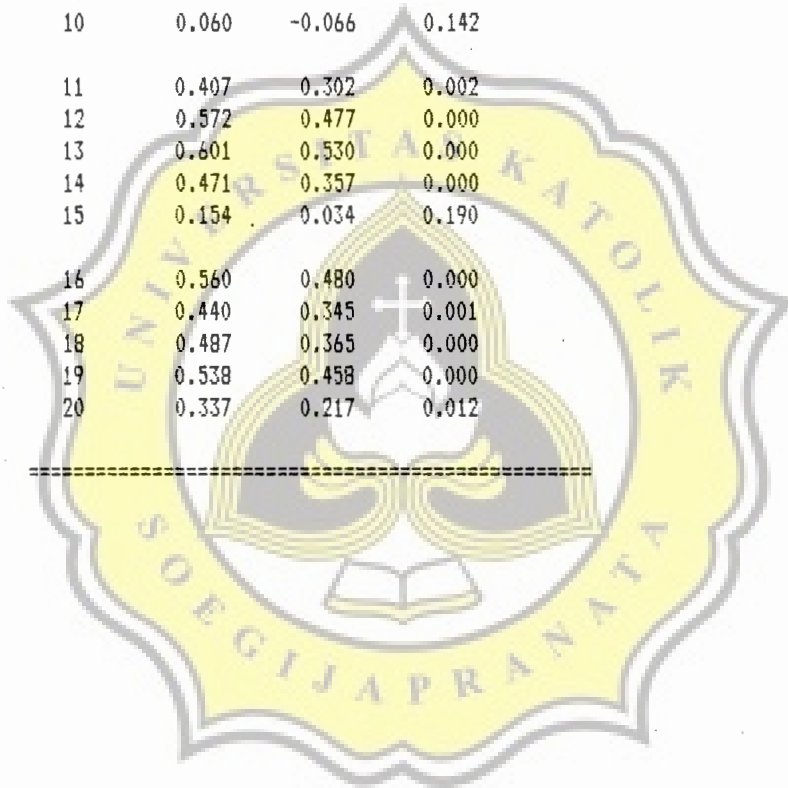 10 0.060 -0.066 0.142
11 0.407 0.302 0.002
12 0.572 0.477 0.000
13 0.601 0.530 0.000
14 0.471 0.357 0.000
15 0.154 0.034 0.190
16 0.560 0.480 0.000
17 0.440 0.345 0.001
18 0.487 0.365 0.000
19 0.538 0.458 0.000
20 0.337 0.217 0.012
==================================================
UNIVERSITAS KATOLIK
SOEGIJAPRANATA